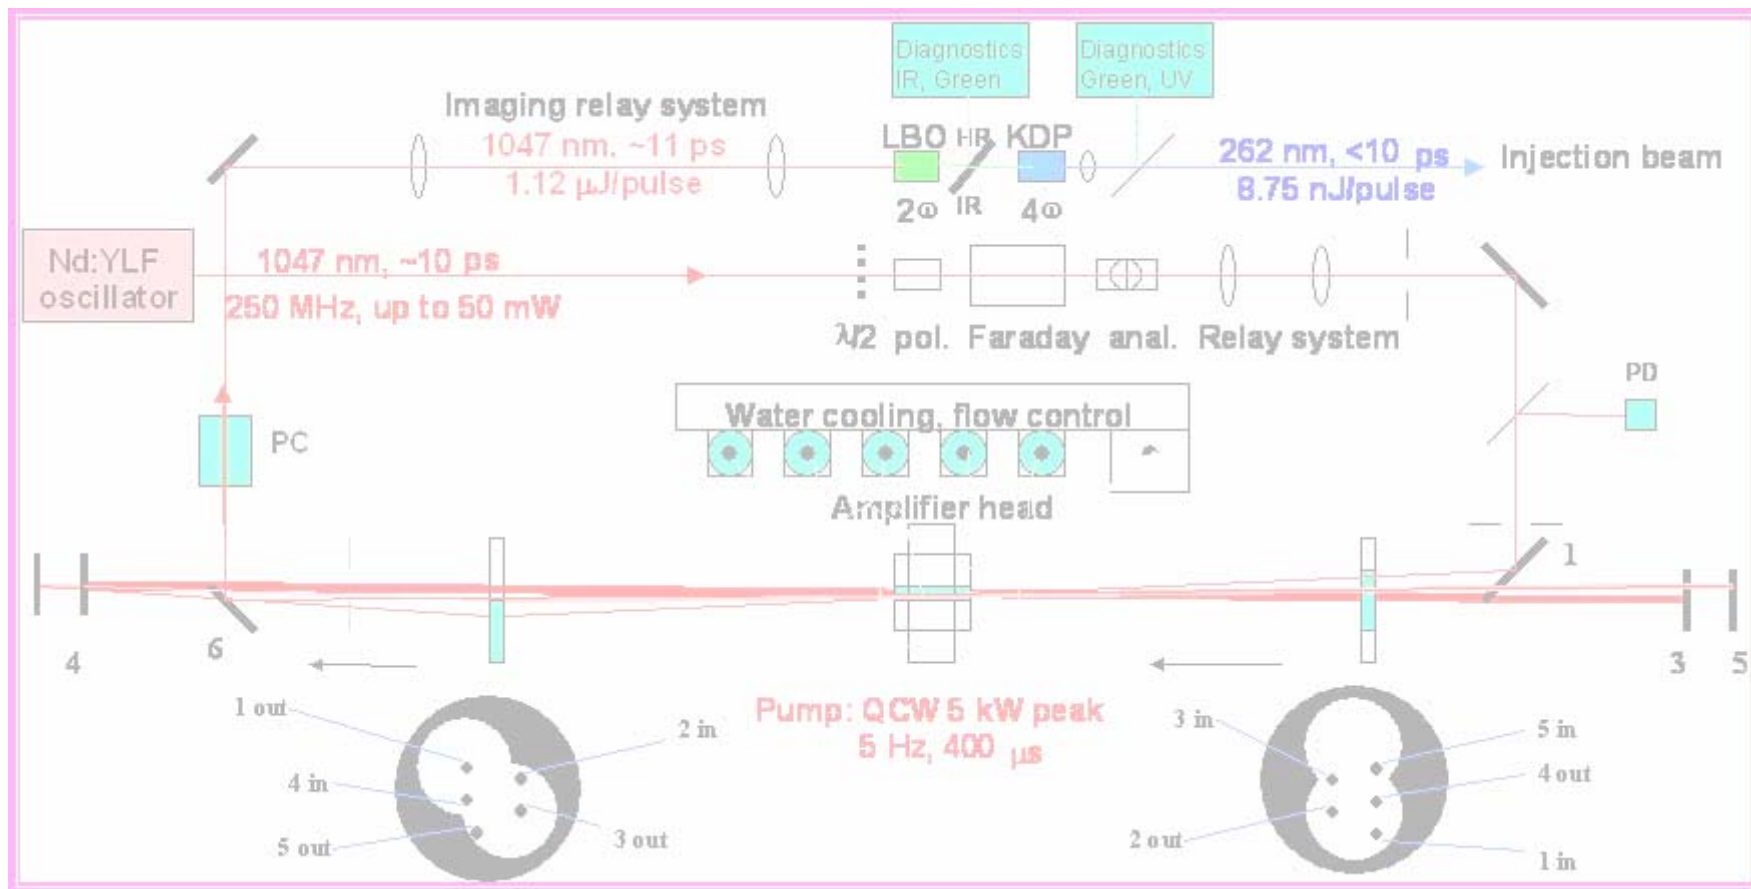 Diagnostics
IR, Green
Diagnostics
Green, UV
Imaging relay system
1047 nm. ~11 ps
1.12 μJ/pulse
LBO
HR
KDP
2ω
IR
4ω
262 nm, <10 ps
8.75 nJ/pulse
Injection beam
Nd:YLF
oscillator
1047 nm, ~10 ps
250 MHz, up to 50 mW
λ/2 pol. Faraday anal. Relay system
PD
Water cooling, flow control
PC
Amplifier head
1
4
6
3
5
Pump: QCW 5 kW peak
5 Hz, 400 μs
1 out
2 in
4 in
5 out
3 out
3 in
5 in
4 out
2 out
1 in